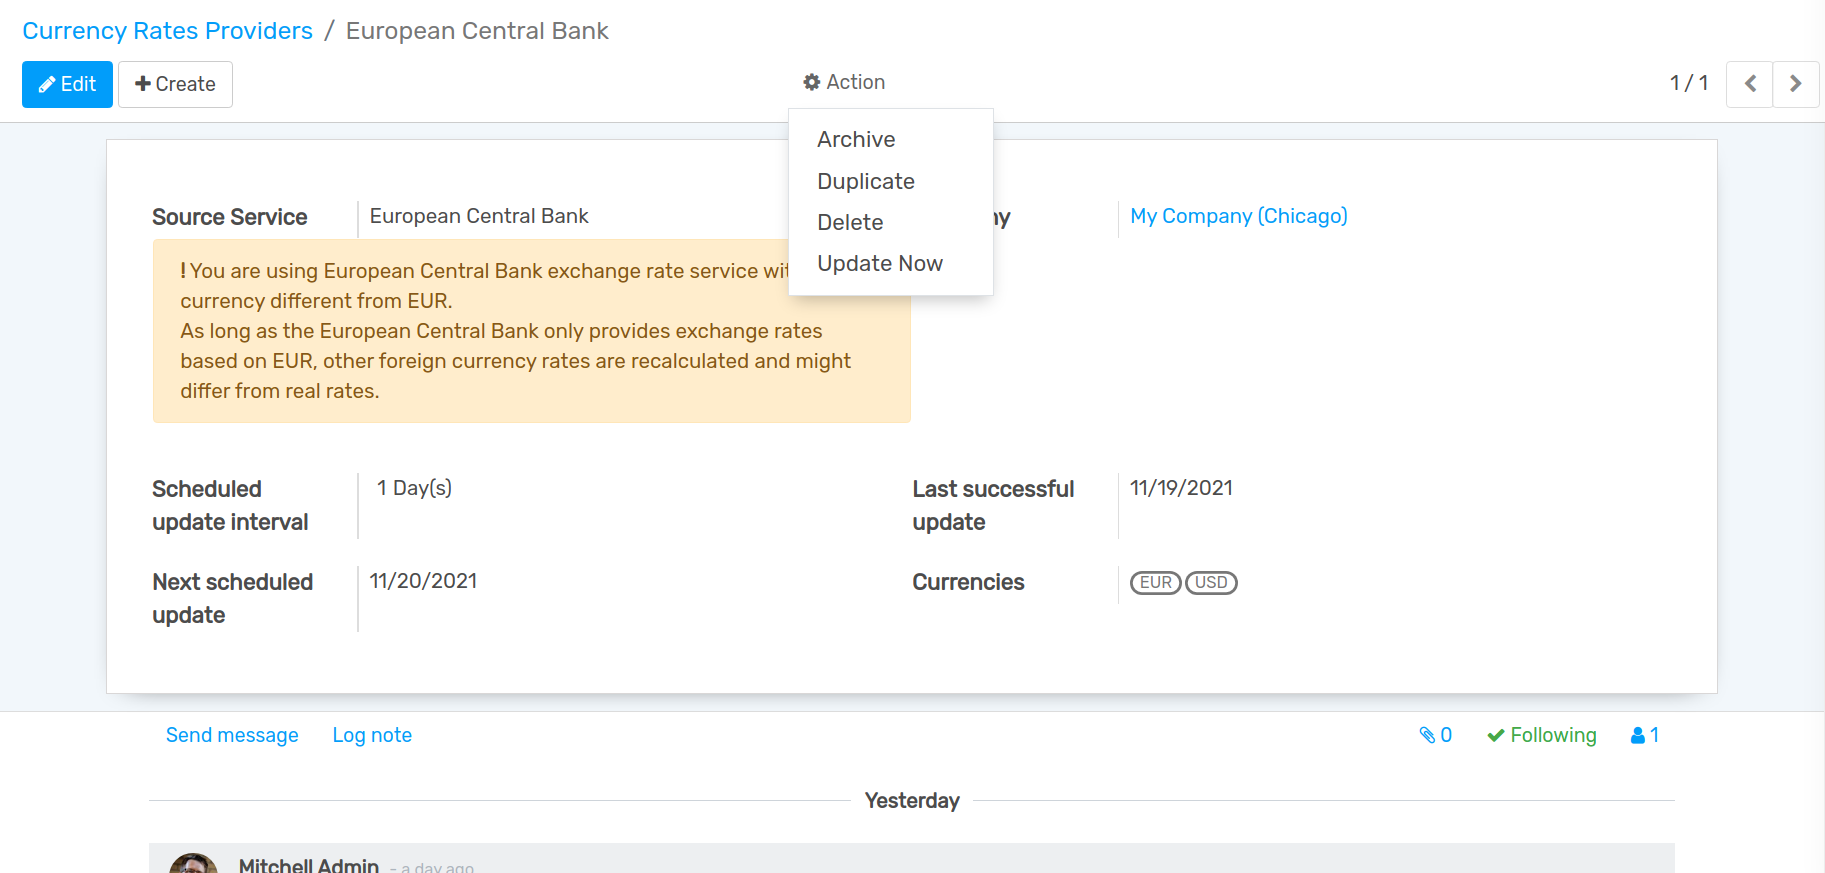 Currency Rates Providers / European Central Bank
Edit
Create
Action
1 / 1
Archive
Duplicate
Delete
Update Now
Source Service
European Central Bank
My Company (Chicago)
! You are using European Central Bank exchange rate service
currency different from EUR.
As long as the European Central Bank only provides exchange rates
based on EUR, other foreign currency rates are recalculated and might
differ from real rates.
Scheduled
update interval
1 Day(s)
Last successful
update
11/19/2021
Next scheduled
update
11/20/2021
Currencies
EUR USD
Send message
Log note
0
Following
1
Yesterday
Mitchell Admin - a day ago